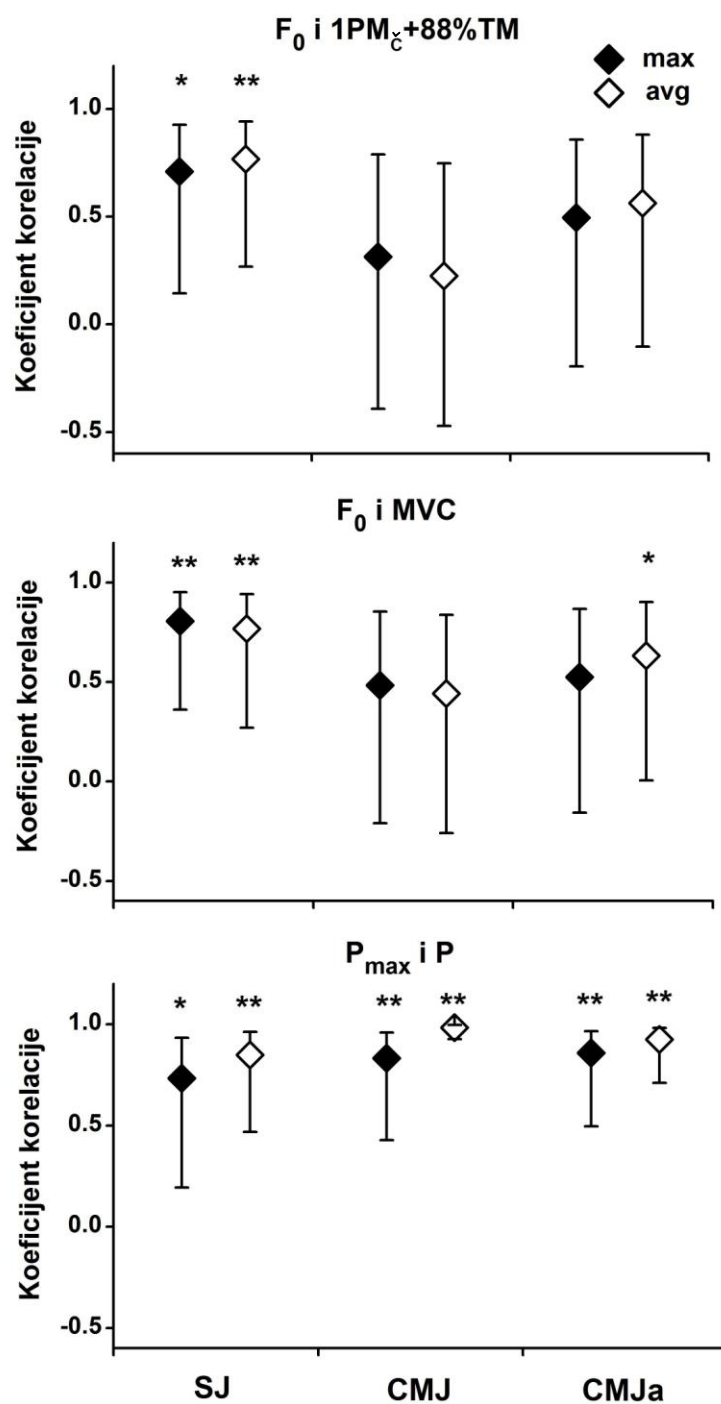 F0 i 1PMč+88%TM
max
avg
* **
Koeficijent korelacije
1.0
0.5
0.0
-0.5
F0 i MVC
** ** *
Koeficijent korelacije
1.0
0.5
0.0
-0.5
Pmax i P
* ** ** ** ** **
Koeficijent korelacije
1.0
0.5
0.0
-0.5
SJ CMJ CMJa